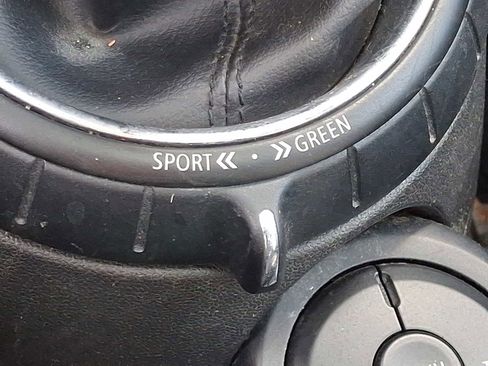 SPORT « · » GREEN